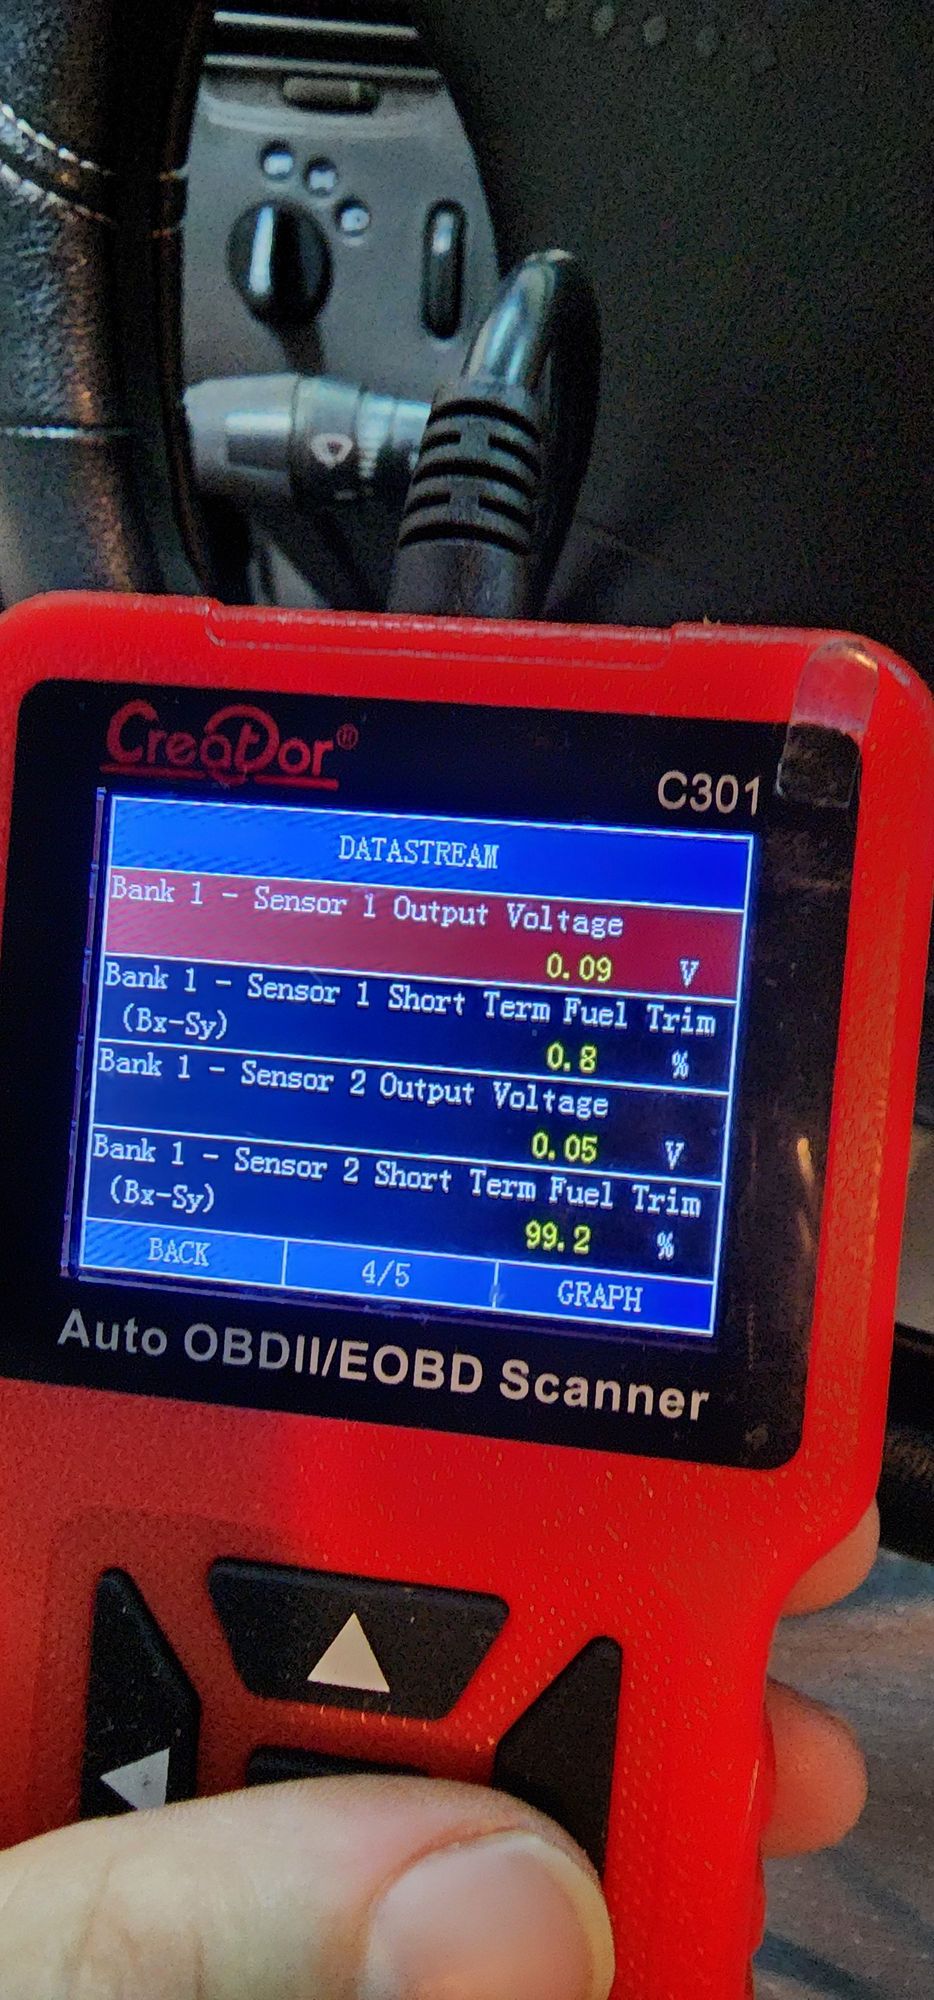 CreaDor®
C301
DATASTREAM
Bank 1 - Sensor 1 Output Voltage
0.09 V
Bank 1 - Sensor 1 Short Term Fuel Trim
(Bx-Sy)
0.8 %
Bank 1 - Sensor 2 Output Voltage
0.05 V
Bank 1 - Sensor 2 Short Term Fuel Trim
(Bx-Sy)
99.2 %
BACK 4/5 GRAPH
Auto OBDII/EOBD Scanner